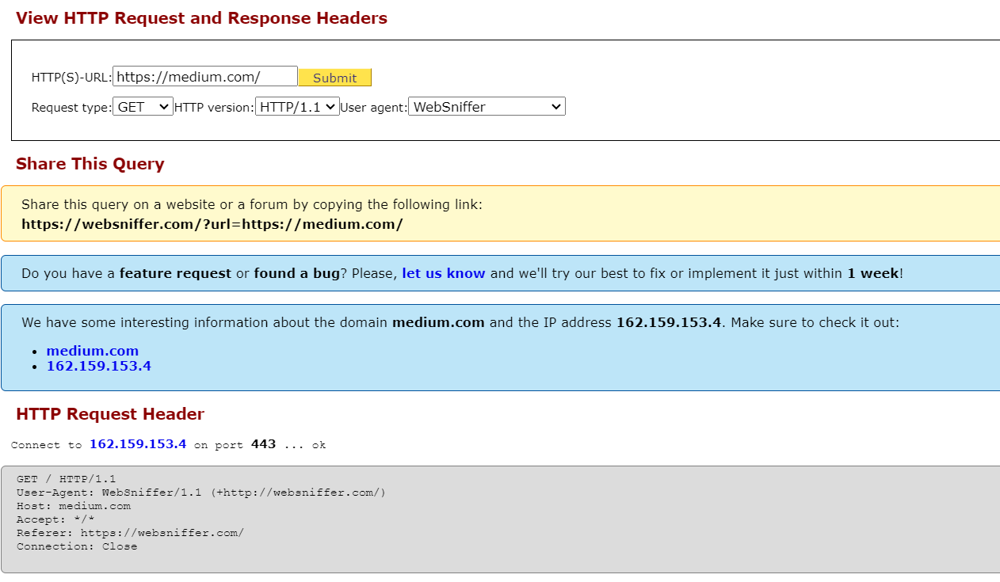 View HTTP Request and Response Headers
HTTP(S)-URL: https://medium.com/ Submit
Request type: GET HTTP version: HTTP/1.1 User agent: WebSniffer
Share This Query
Share this query on a website or a forum by copying the following link:
https://websniffer.com/?url=https://medium.com/
Do you have a feature request or found a bug? Please, let us know and we'll try our best to fix or implement it just within 1 week!
We have some interesting information about the domain medium.com and the IP address 162.159.153.4. Make sure to check it out:
• medium.com
• 162.159.153.4
HTTP Request Header
Connect to 162.159.153.4 on port 443 ... ok
GET / HTTP/1.1
User-Agent: WebSniffer/1.1 (+http://websniffer.com/)
Host: medium.com
Accept: */*
Referer: https://websniffer.com/
Connection: Close